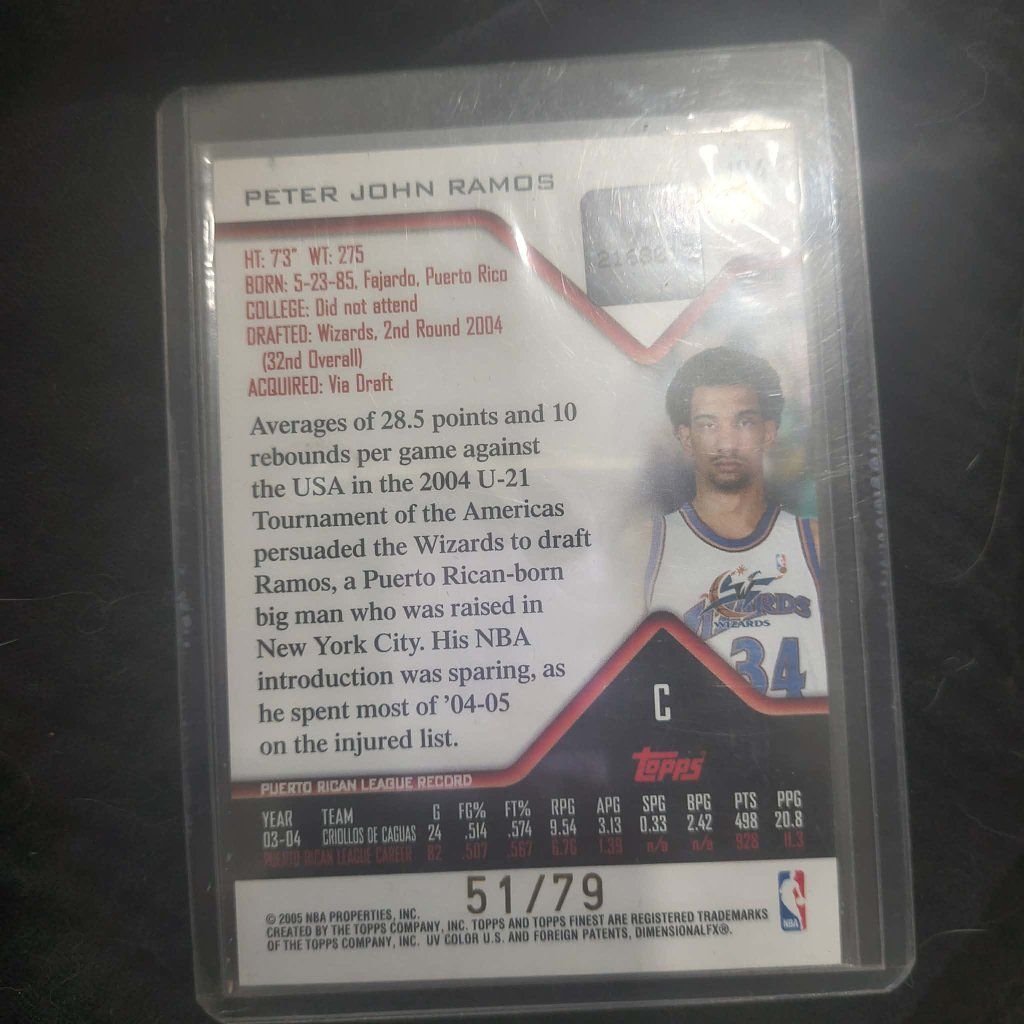 PETER JOHN RAMOS
HT: 7'3" WT: 275
BORN: 5-23-85, Fajardo, Puerto Rico
COLLEGE: Did not attend
DRAFTED: Wizards, 2nd Round 2004
(32nd Overall)
ACQUIRED: Via Draft
Averages of 28.5 points and 10
rebounds per game against
the USA in the 2004 U-21
Tournament of the Americas
persuaded the Wizards to draft
Ramos, a Puerto Rican-born
big man who was raised in
New York City. His NBA
introduction was sparing, as
he spent most of '04-05
on the injured list.
WIZARDS
34
C
TOPPS
PUERTO RICAN LEAGUE RECORD
YEAR TEAM G FG% FT% RPG APG SPG BPG PTS PPG
03-04 CRIOLLOS DE CAGUAS 24 .514 .574 9.54 3.13 0.33 2.42 498 20.8
PUERTO RICAN LEAGUE CAREER 82 .507 .567 6.76 1.39 n/a n/a 928 11.3
51/79
© 2005 NBA PROPERTIES, INC.
CREATED BY THE TOPPS COMPANY, INC. TOPPS AND TOPPS FINEST ARE REGISTERED TRADEMARKS
OF THE TOPPS COMPANY, INC. UV COLOR U.S. AND FOREIGN PATENTS, DIMENSIONALFX®.
NBA